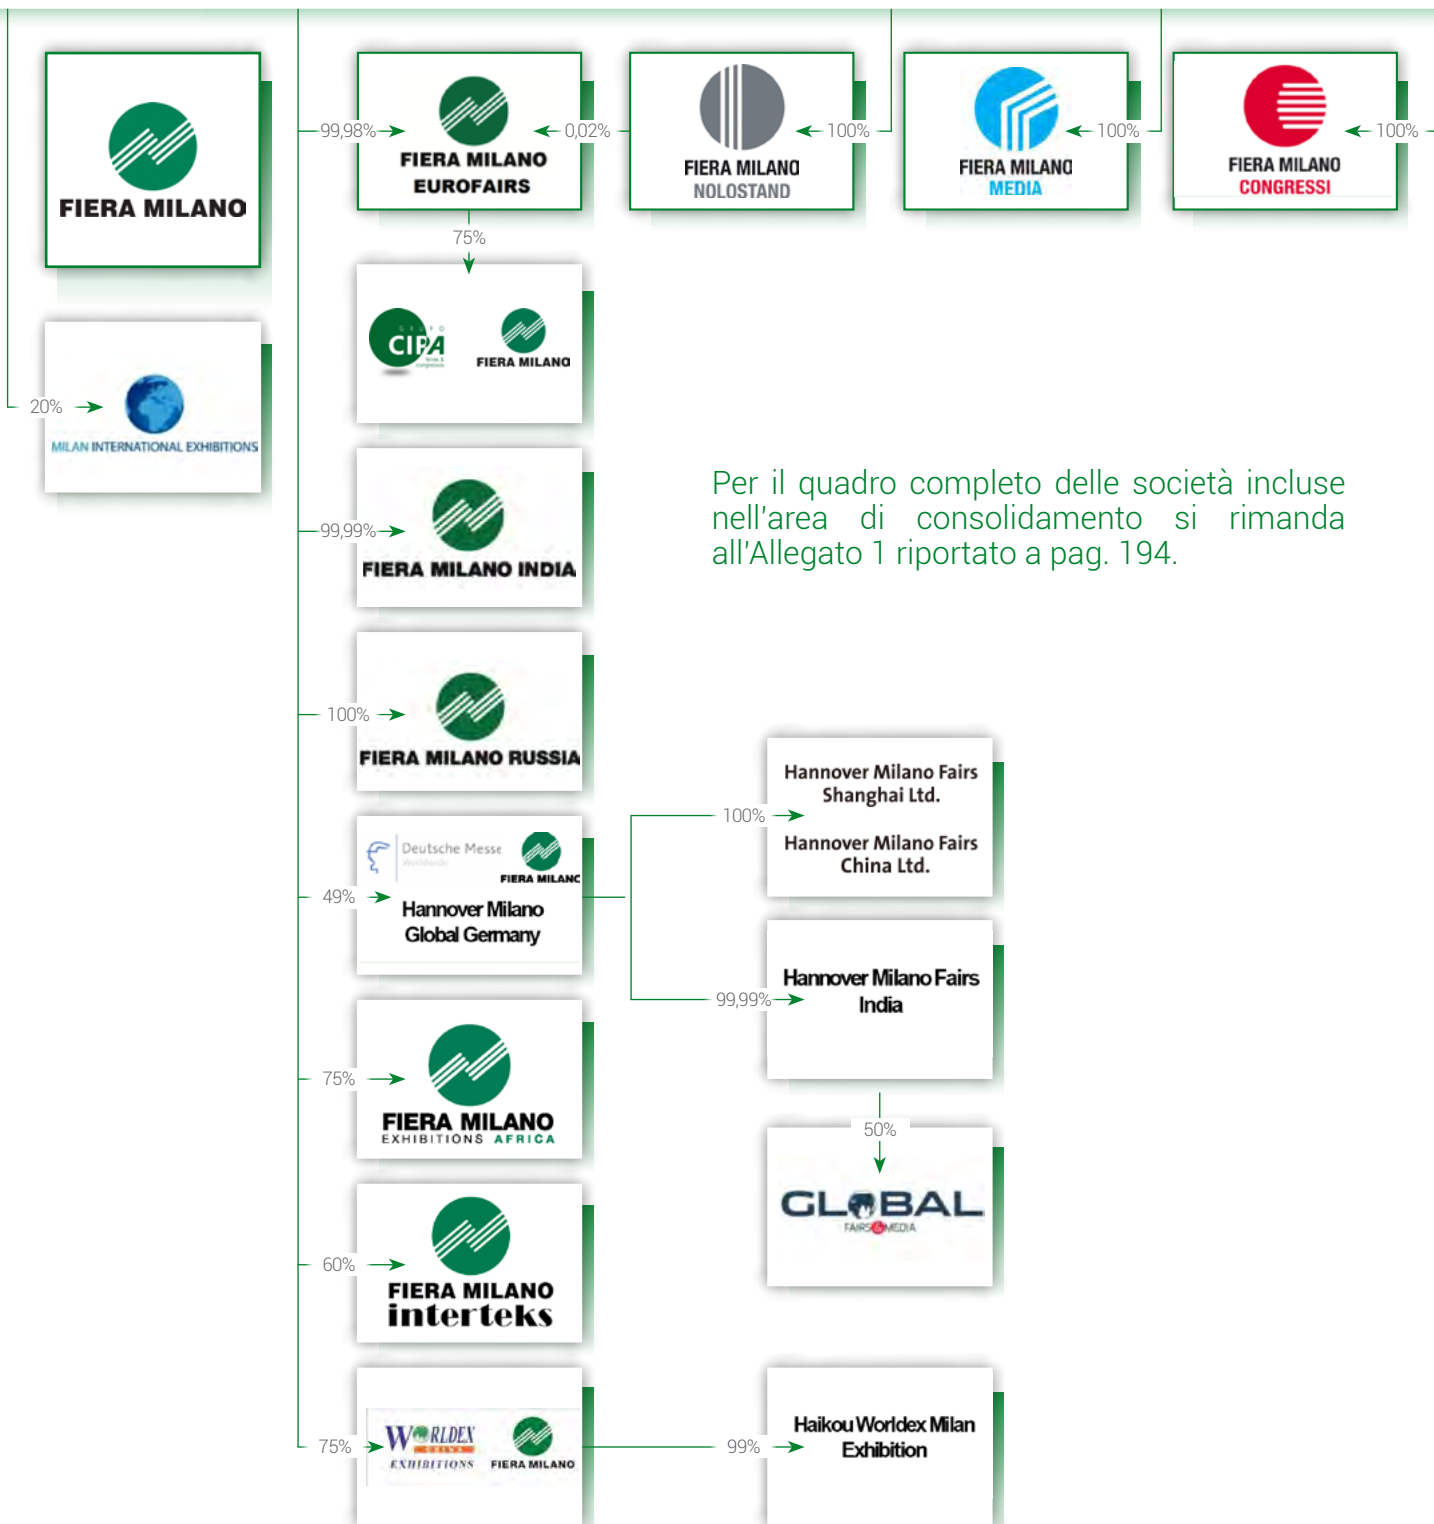 FIERA MILANO
99,98%
FIERA MILANO
EUROFAIRS
0,02%
FIERA MILANO
NOLOSTAND
100%
FIERA MILANO
MEDIA
100%
FIERA MILANO
CONGRESSI
100%
75%
GRUPO
CIPA
feiras &
congressos
FIERA MILANO
20%
MILAN INTERNATIONAL EXHIBITIONS
99,99%
FIERA MILANO INDIA
Per il quadro completo delle società incluse
nell'area di consolidamento si rimanda
all'Allegato 1 riportato a pag. 194.
100%
FIERA MILANO RUSSIA
49%
Deutsche Messe
Worldwide
FIERA MILANO
Hannover Milano
Global Germany
100%
Hannover Milano Fairs
Shanghai Ltd.
Hannover Milano Fairs
China Ltd.
99,99%
Hannover Milano Fairs
India
75%
FIERA MILANO
EXHIBITIONS AFRICA
50%
GLOBAL
FAIRS & MEDIA
60%
FIERA MILANO
interteks
75%
WORLDEX
CHINA
EXHIBITIONS
FIERA MILANO
99%
Haikou Worldex Milan
Exhibition